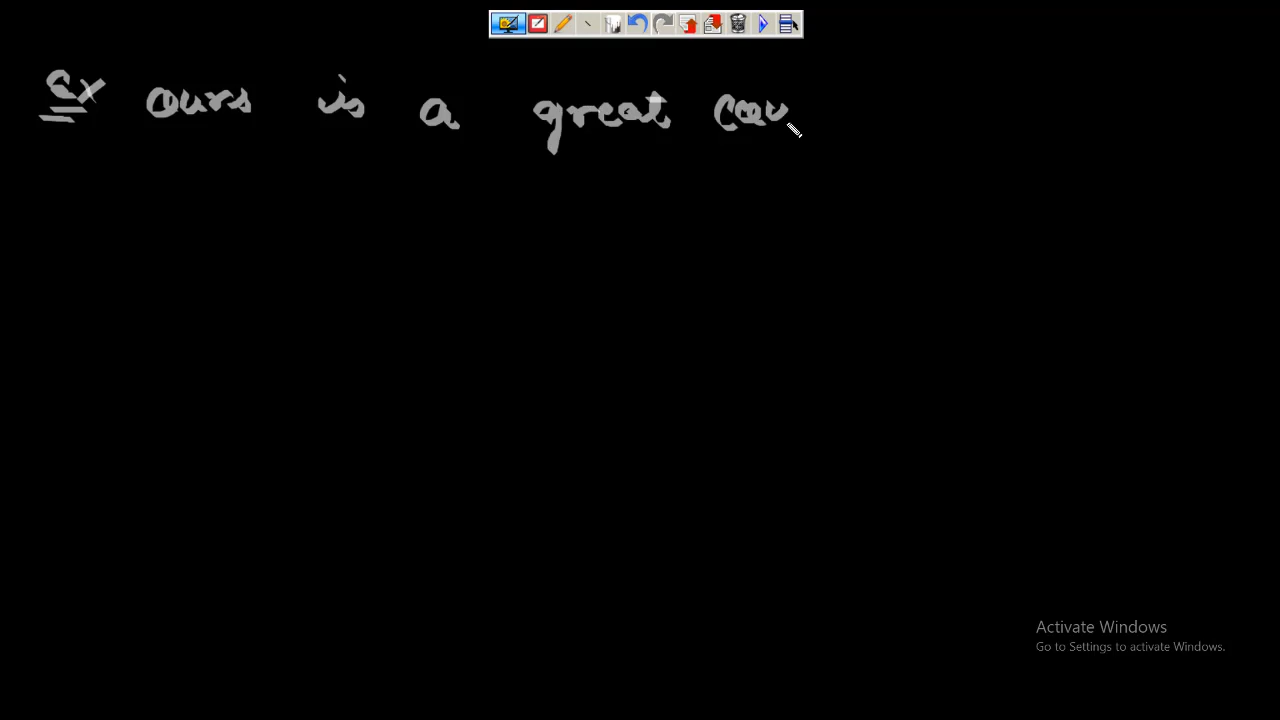 Ex ours is a great cou
Activate Windows
Go to Settings to activate Windows.